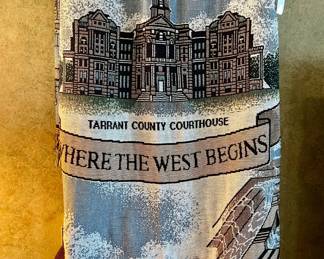 TARRANT COUNTY COURTHOUSE
WHERE THE WEST BEGINS